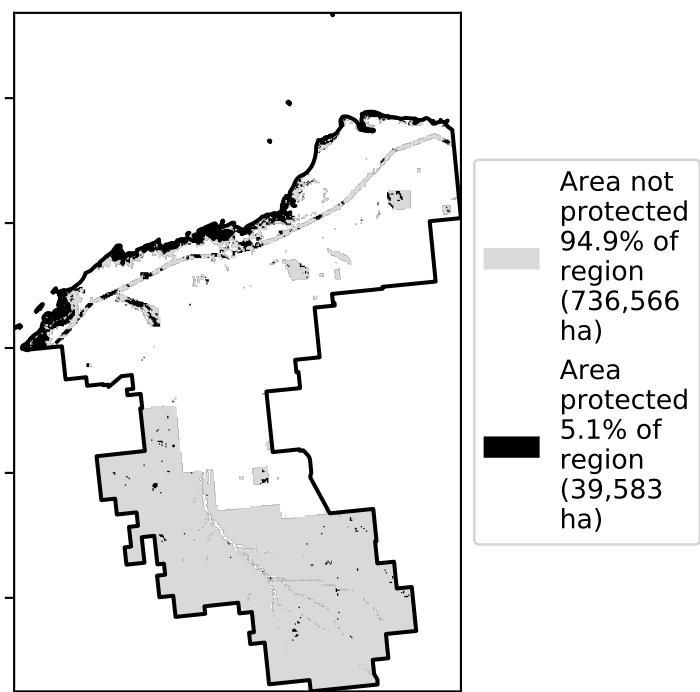 Area not
protected
94.9% of
region
(736,566
ha)
Area
protected
5.1% of
region
(39,583
ha)